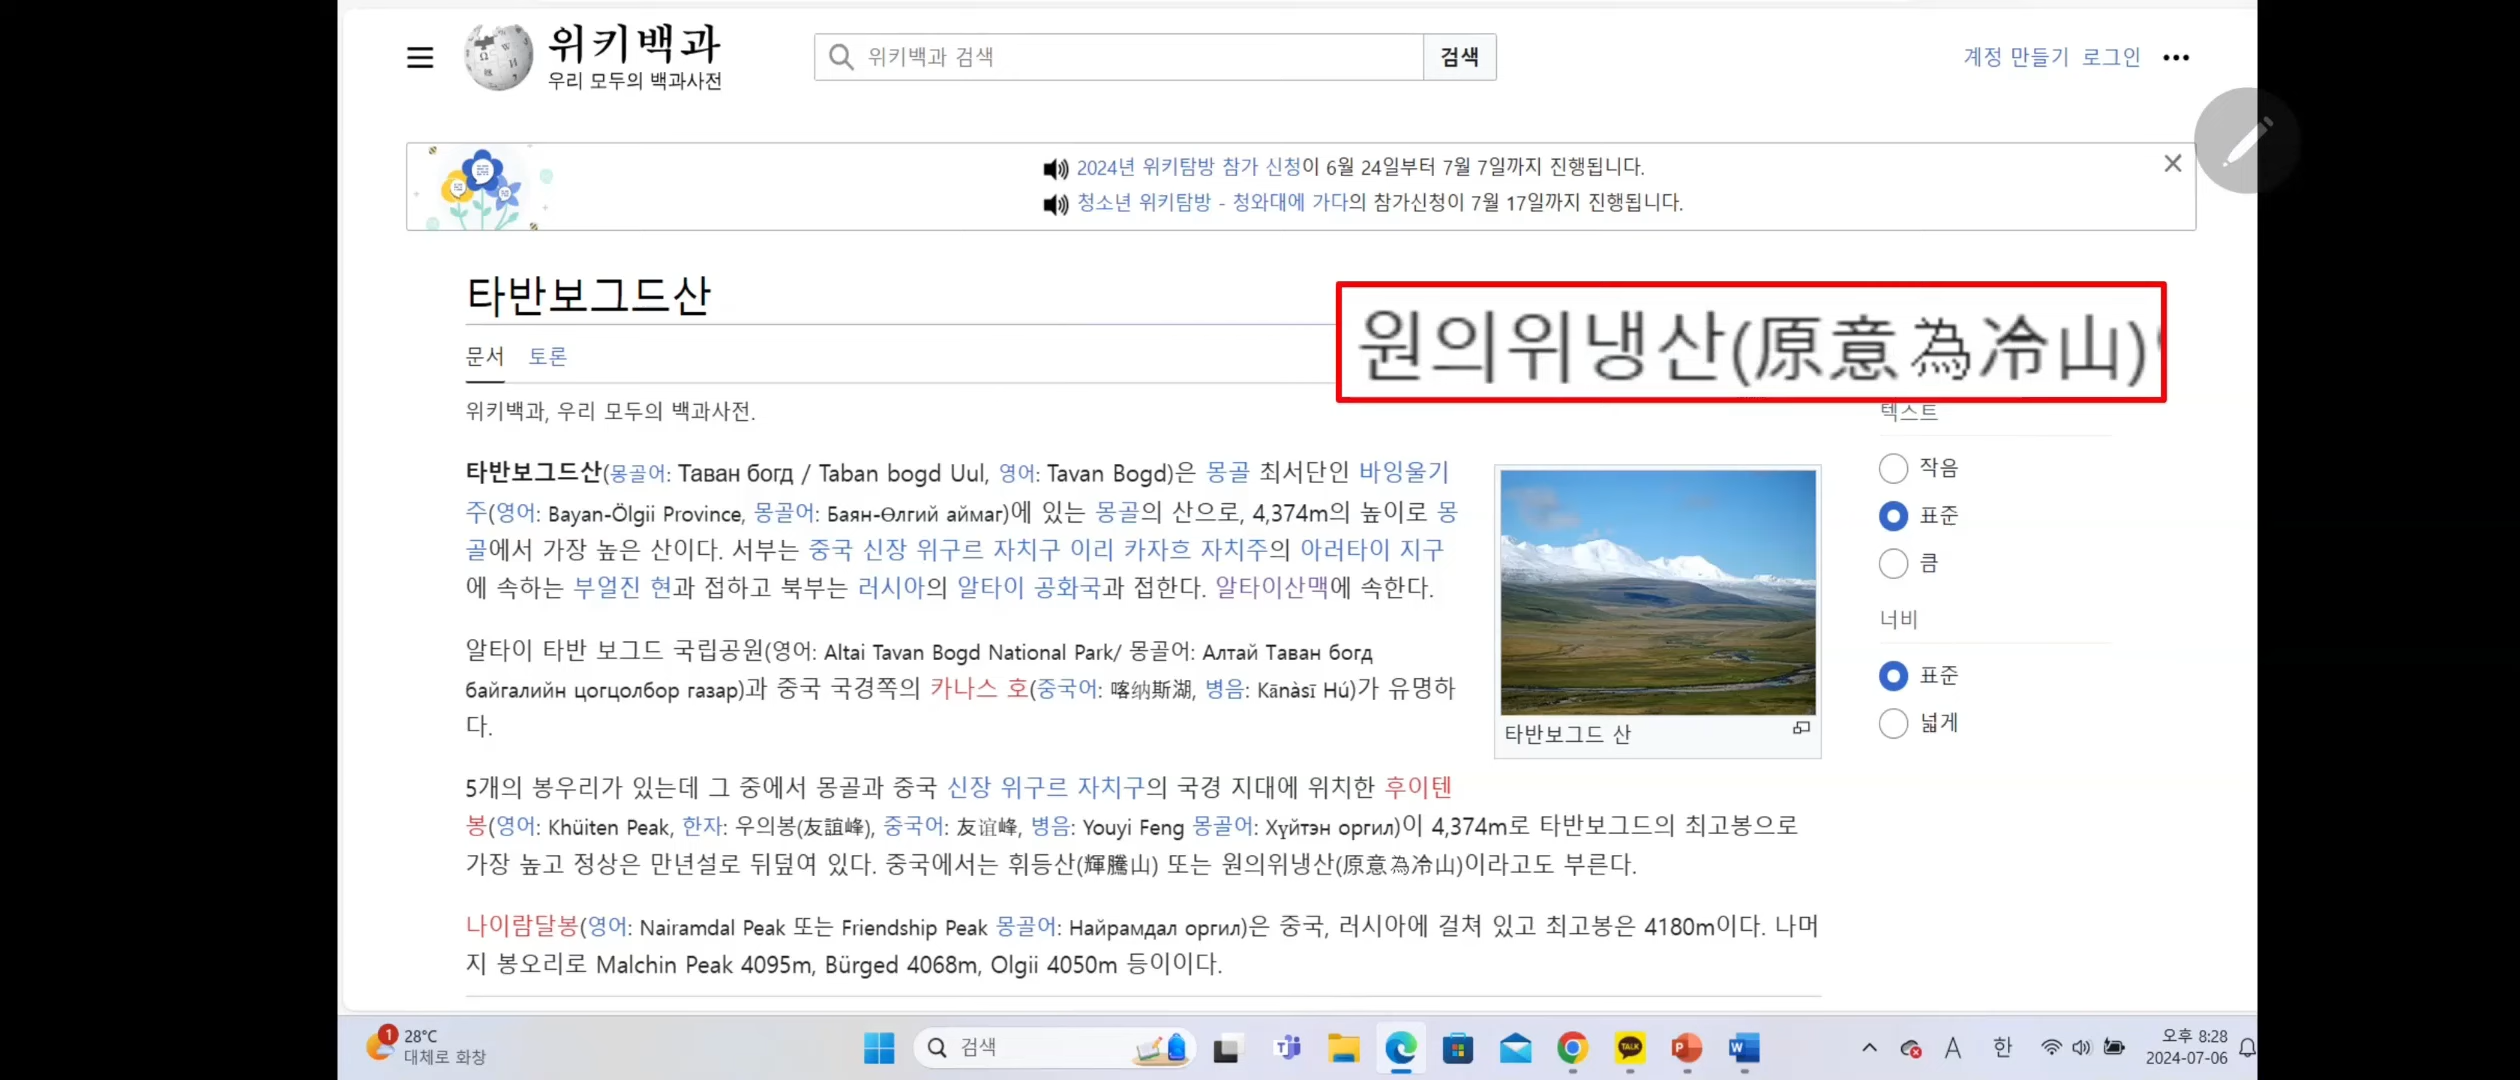 위키백과
우리 모두의 백과사전
위키백과 검색
검색
계정 만들기 로그인
2024년 위키탐방 참가 신청이 6월 24일부터 7월 7일까지 진행됩니다.
청소년 위키탐방 - 청와대에 가다의 참가신청이 7월 17일까지 진행됩니다.
타반보그드산
원의위냉산(原意為冷山)
문서 토론
위키백과, 우리 모두의 백과사전.
텍스트
작음
표준
큼
너비
표준
넓게
타반보그드산(몽골어: Таван богд / Taban bogd Uul, 영어: Tavan Bogd)은 몽골 최서단인 바잉울기
주(영어: Bayan-Ölgii Province, 몽골어: Баян-Өлгий аймаг)에 있는 몽골의 산으로, 4,374m의 높이로 몽
골에서 가장 높은 산이다. 서부는 중국 신장 위구르 자치구 이리 카자흐 자치주의 아러타이 지구
에 속하는 부얼진 현과 접하고 북부는 러시아의 알타이 공화국과 접한다. 알타이산맥에 속한다.
타반보그드 산
알타이 타반 보그드 국립공원(영어: Altai Tavan Bogd National Park/ 몽골어: Алтай Таван богд
байгалийн цогцолбор газар)과 중국 국경쪽의 카나스 호(중국어: 喀纳斯湖, 병음: Kānàsī Hú)가 유명하
다.
5개의 봉우리가 있는데 그 중에서 몽골과 중국 신장 위구르 자치구의 국경 지대에 위치한 후이텐
봉(영어: Khüiten Peak, 한자: 우의봉(友誼峰), 중국어: 友谊峰, 병음: Youyi Feng 몽골어: Хүйтэн оргил)이 4,374m로 타반보그드의 최고봉으로
가장 높고 정상은 만년설로 뒤덮여 있다. 중국에서는 휘등산(輝騰山) 또는 원의위냉산(原意為冷山)이라고도 부른다.
나이람달봉(영어: Nairamdal Peak 또는 Friendship Peak 몽골어: Найрамдал оргил)은 중국, 러시아에 걸쳐 있고 최고봉은 4180m이다. 나머
지 봉오리로 Malchin Peak 4095m, Bürged 4068m, Olgii 4050m 등이이다.
1
28°C
대체로 화창
검색
TALK
A
한
오후 8:28
2024-07-06